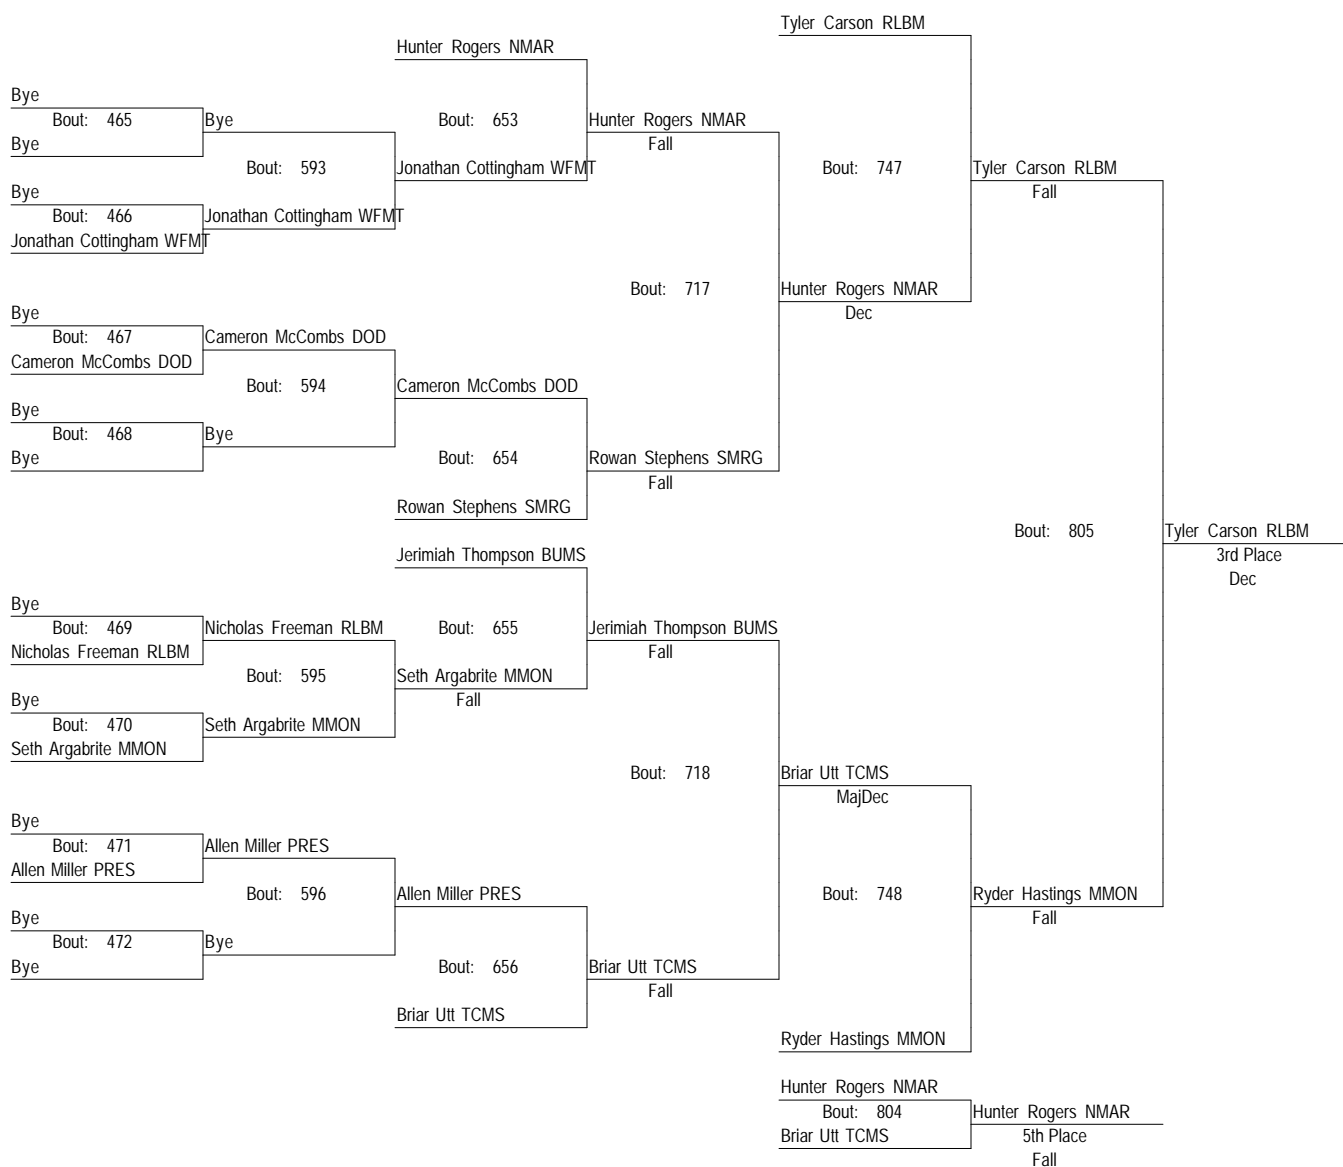 Tyler Carson RLBM
Hunter Rogers NMAR
Bye
Bout: 465
Bye
Bout: 653
Hunter Rogers NMAR
Bye
Fall
Bout: 593
Jonathan Cottingham WFMT
Bout: 747
Tyler Carson RLBM
Bye
Fall
Bout: 466
Jonathan Cottingham WFMT
Jonathan Cottingham WFMT
Bout: 717
Hunter Rogers NMAR
Bye
Dec
Bout: 467
Cameron McCombs DOD
Cameron McCombs DOD
Bout: 594
Cameron McCombs DOD
Bye
Bout: 468
Bye
Bye
Bout: 654
Rowan Stephens SMRG
Fall
Rowan Stephens SMRG
Bout: 805
Tyler Carson RLBM
3rd Place
Dec
Jerimiah Thompson BUMS
Bye
Bout: 469
Nicholas Freeman RLBM
Bout: 655
Jerimiah Thompson BUMS
Nicholas Freeman RLBM
Fall
Bout: 595
Seth Argabrite MMON
Bye
Fall
Bout: 470
Seth Argabrite MMON
Seth Argabrite MMON
Bout: 718
Briar Utt TCMS
MajDec
Bye
Bout: 471
Allen Miller PRES
Allen Miller PRES
Bout: 596
Allen Miller PRES
Bout: 748
Ryder Hastings MMON
Bye
Fall
Bout: 472
Bye
Bye
Bout: 656
Briar Utt TCMS
Fall
Briar Utt TCMS
Ryder Hastings MMON
Hunter Rogers NMAR
Bout: 804
Hunter Rogers NMAR
Briar Utt TCMS
5th Place
Fall